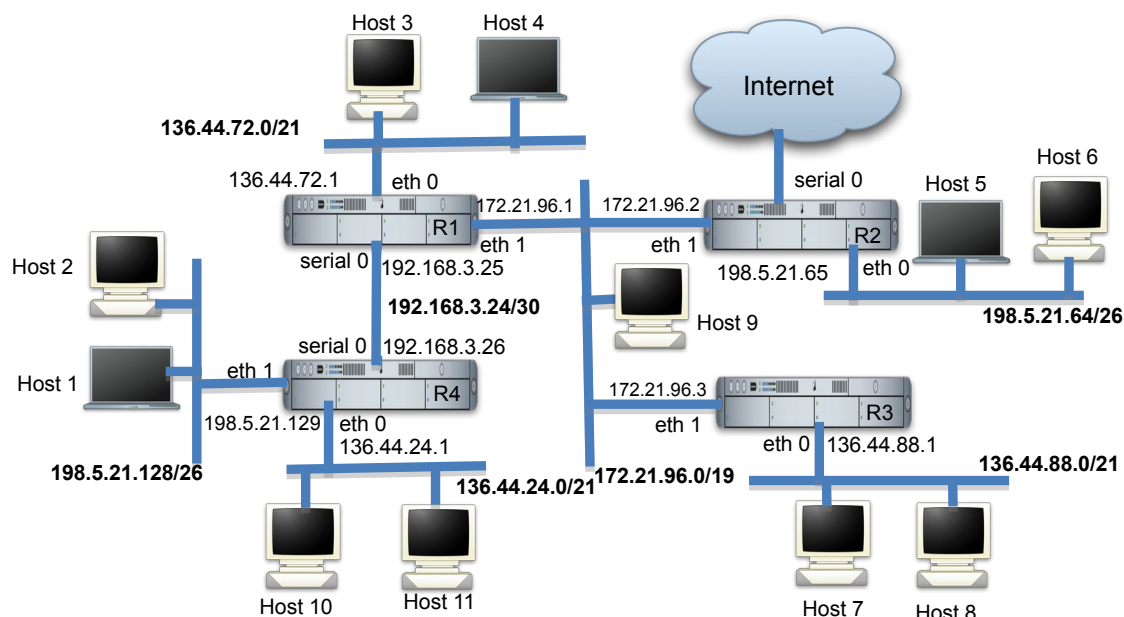 Host 3
Host 4
Internet
136.44.72.0/21
Host 6
136.44.72.1
eth 0
serial 0
Host 5
172.21.96.1
172.21.96.2
R1
R2
eth 1
eth 1
198.5.21.65
eth 0
Host 2
serial 0
192.168.3.25
192.168.3.24/30
Host 9
198.5.21.64/26
serial 0
192.168.3.26
Host 1
eth 1
R4
172.21.96.3
R3
198.5.21.129
eth 0
eth 1
eth 0
136.44.88.1
136.44.24.1
198.5.21.128/26
136.44.24.0/21
172.21.96.0/19
136.44.88.0/21
Host 10
Host 11
Host 7
Host 8